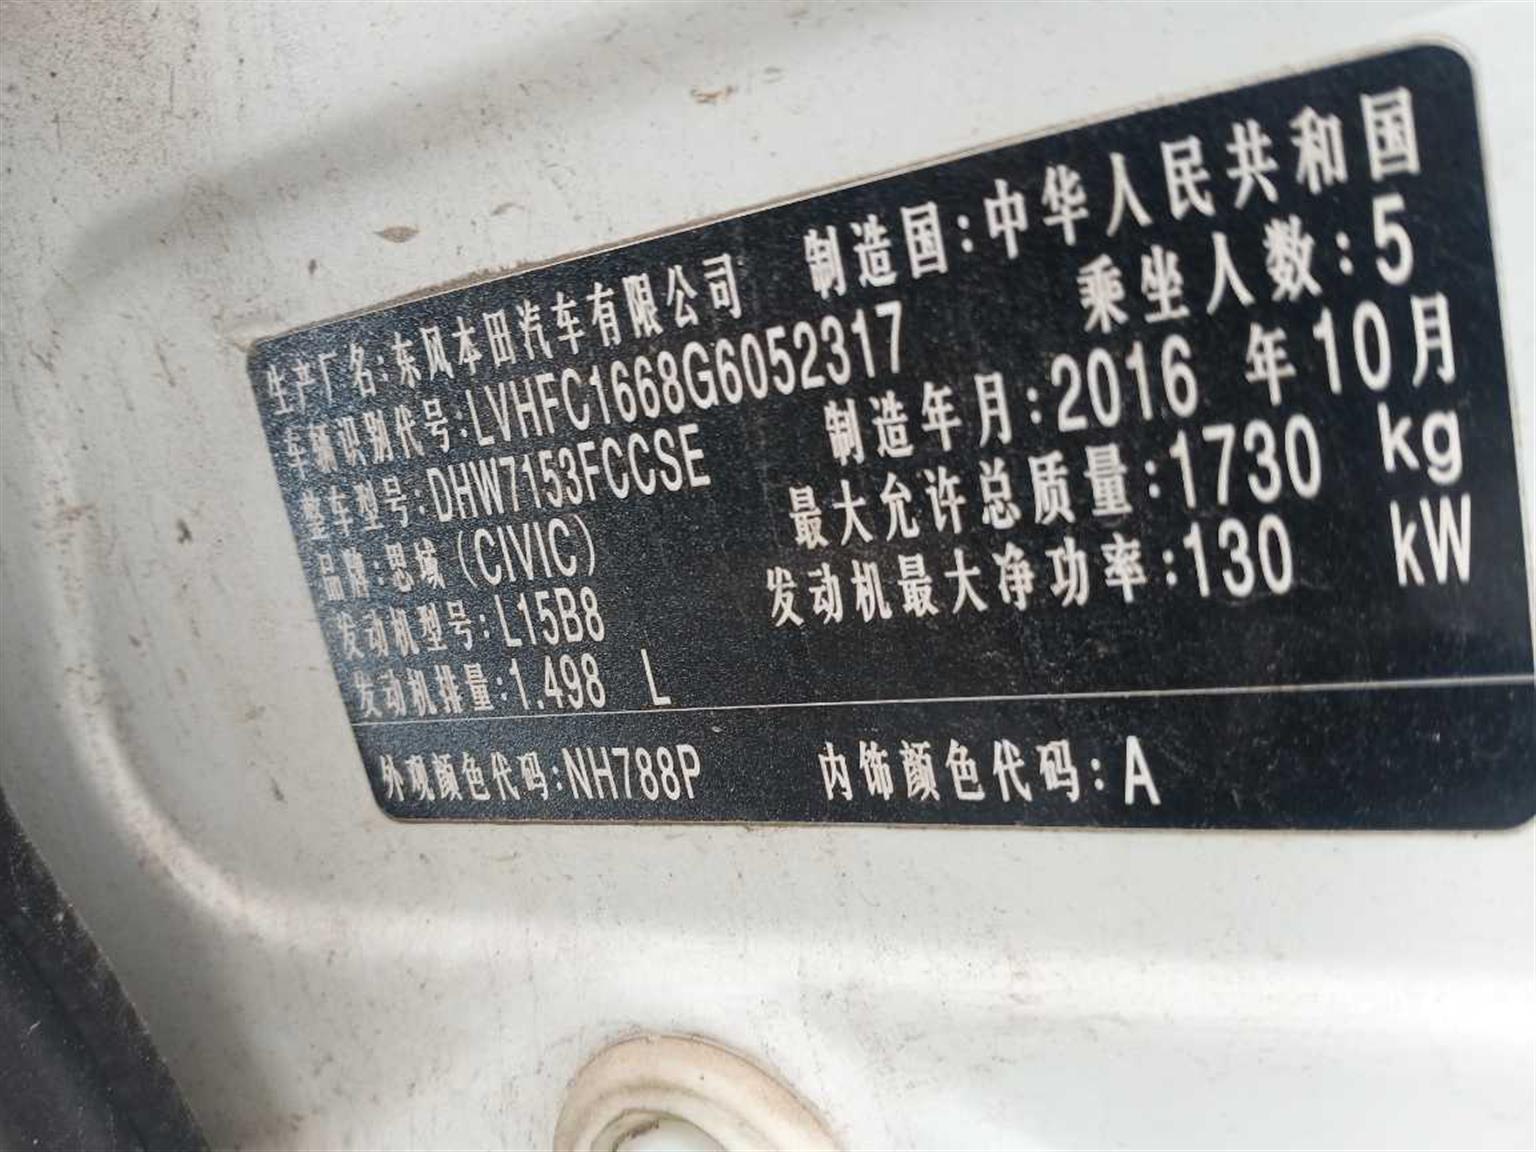 生产厂名:东风本田汽车有限公司 制造国:中华人民共和国
车辆识别代号:LVHFC1668G6052317 乘坐人数:5
整车型号:DHW7153FCCSE 制造年月:2016 年 10 月
品牌:思域(CIVIC) 最大允许总质量:1730 kg
发动机型号:L15B8 发动机最大净功率:130 kW
发动机排量:1.498 L
外观颜色代码:NH788P 内饰颜色代码:A